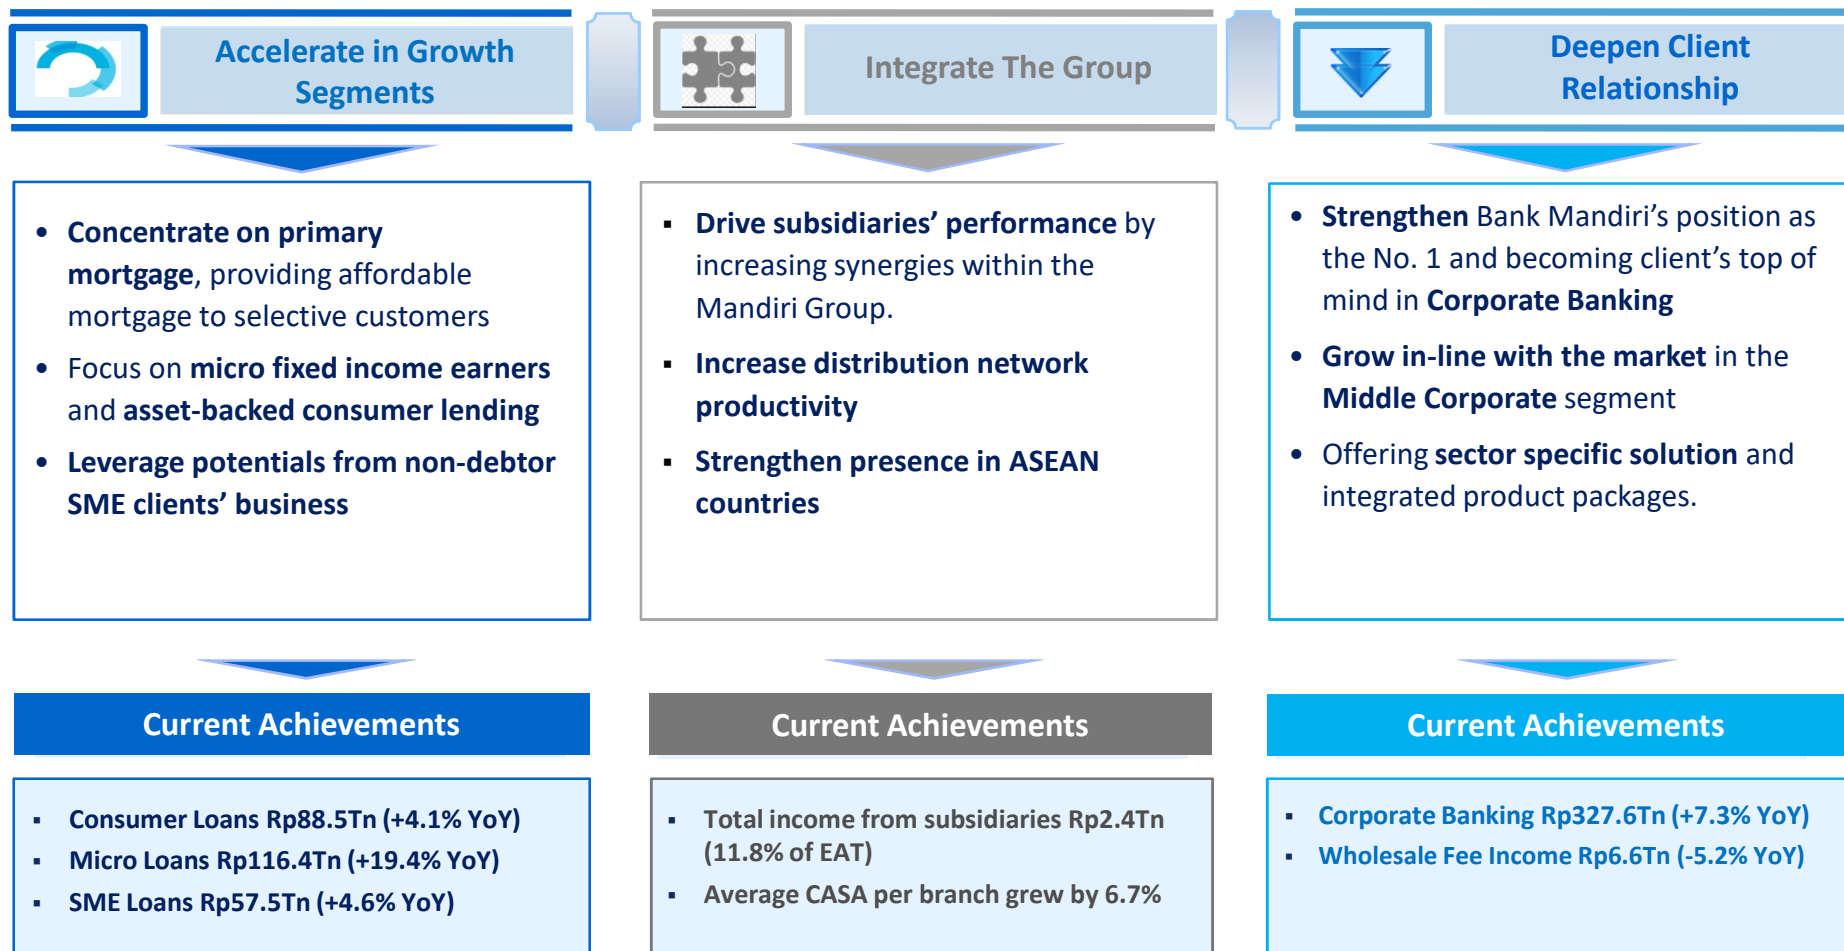 Accelerate in Growth
Segments
Integrate The Group
Deepen Client
Relationship
• Concentrate on primary
mortgage, providing affordable
mortgage to selective customers
• Focus on micro fixed income earners
and asset-backed consumer lending
• Leverage potentials from non-debtor
SME clients’ business
▪ Drive subsidiaries’ performance by
increasing synergies within the
Mandiri Group.
▪ Increase distribution network
productivity
▪ Strengthen presence in ASEAN
countries
• Strengthen Bank Mandiri’s position as
the No. 1 and becoming client’s top of
mind in Corporate Banking
• Grow in-line with the market in the
Middle Corporate segment
• Offering sector specific solution and
integrated product packages.
Current Achievements
▪ Consumer Loans Rp88.5Tn (+4.1% YoY)
▪ Micro Loans Rp116.4Tn (+19.4% YoY)
▪ SME Loans Rp57.5Tn (+4.6% YoY)
Current Achievements
▪ Total income from subsidiaries Rp2.4Tn
(11.8% of EAT)
▪ Average CASA per branch grew by 6.7%
Current Achievements
▪ Corporate Banking Rp327.6Tn (+7.3% YoY)
▪ Wholesale Fee Income Rp6.6Tn (-5.2% YoY)